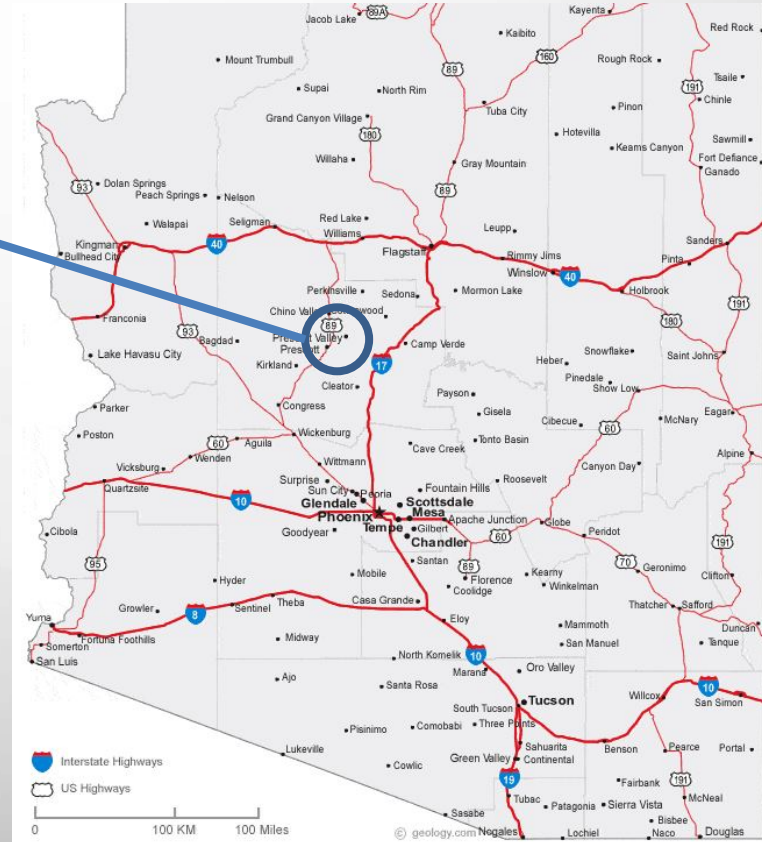 89A
Kayenta
Jacob Lake
Kaibito
Red Rock
Mount Trumbull
89
160
Rough Rock
191
Tsaile
Supai
North Rim
Chinle
Tuba City
Pinon
Grand Canyon Village
180
Hotevilla
Sawmill
Keams Canyon
Willaha
Gray Mountain
Fort Defiance
Ganado
93
Dolan Springs
Peach Springs
Nelson
89
Walapai
Seligman
Red Lake
Williams
Leupp
Kingman
40
Flagstaff
Sanders
Bullhead City
Rimmy Jims
Pinta
Winslow
40
Perkinsville
Sedona
Mormon Lake
Holbrook
191
Franconia
Chino Valley
93
89
180
Bagdad
Prescott Valley
Camp Verde
Lake Havasu City
Prescott
Snowflake
Saint Johns
Kirkland
17
Heber
Pinedale
Cleator
Show Low
Payson
Parker
Congress
Gisela
Eagar
Cibecue
McNary
Poston
60
Wickenburg
Tonto Basin
60
Aguila
Cave Creek
Alpine
Wenden
Vicksburg
Wittmann
Canyon Day
Quartzsite
Surprise
Roosevelt
Sun City
Peoria
Fountain Hills
10
Glendale
Scottsdale
Phoenix
Mesa
Cibola
Tempe
Apache Junction
Globe
Goodyear
Gilbert
60
Peridot
Chandler
191
95
Santan
70
Mobile
89
Geronimo
Hyder
Florence
Kearny
Clifton
Coolidge
Winkelman
Growler
8
Sentinel
Theba
Casa Grande
Thatcher
Safford
Yuma
Eloy
Mammoth
Duncan
Fortuna Foothills
Midway
Somerton
San Manuel
Tanque
San Luis
North Komelik
10
Marana
Oro Valley
10
Ajo
Santa Rosa
Willcox
San Simon
South Tucson
Tucson
Pisinimo
Comobabi
Three Points
Lukeville
Sahuarita
Benson
Pearce
Portal
Interstate Highways
Green Valley
Continental
Cowlic
US Highways
19
Fairbank
191
Tubac
Patagonia
Sierra Vista
McNeal
Sasabe
Bisbee
0
100 KM
100 Miles
© geology.com
Nogales
Lochiel
Naco
Douglas